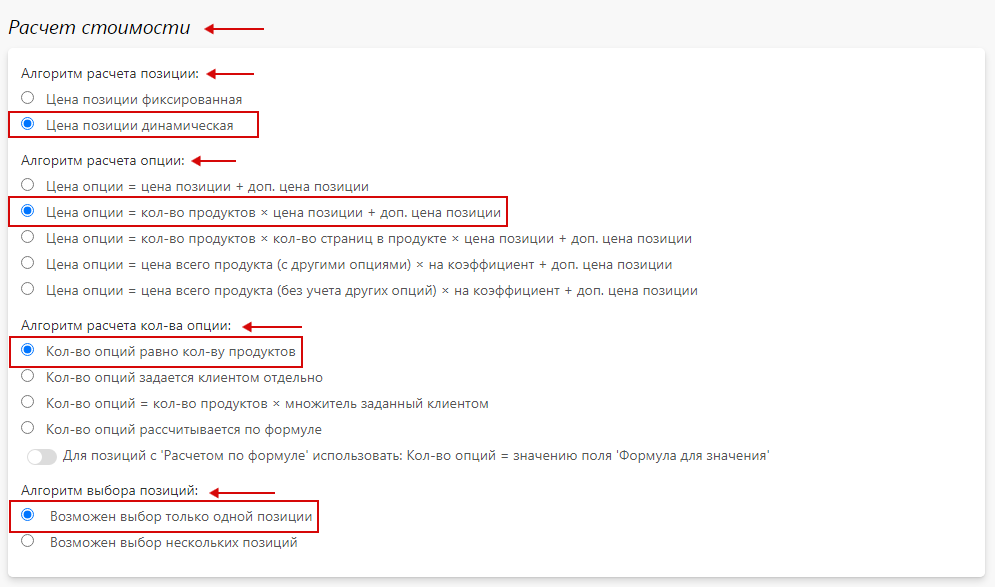 Расчет стоимости
Алгоритм расчета позиции:
Цена позиции фиксированная
Цена позиции динамическая
Алгоритм расчета опции:
Цена опции = цена позиции + доп. цена позиции
Цена опции = кол-во продуктов × цена позиции + доп. цена позиции
Цена опции = кол-во продуктов × кол-во страниц в продукте × цена позиции + доп. цена позиции
Цена опции = цена всего продукта (с другими опциями) × на коэффициент + доп. цена позиции
Цена опции = цена всего продукта (без учета других опций) × на коэффициент + доп. цена позиции
Алгоритм расчета кол-ва опции:
Кол-во опций равно кол-ву продуктов
Кол-во опций задается клиентом отдельно
Кол-во опций = кол-во продуктов × множитель заданный клиентом
Кол-во опций рассчитывается по формуле
Для позиций с 'Расчетом по формуле' использовать: Кол-во опций = значению поля 'Формула для значения'
Алгоритм выбора позиций:
Возможен выбор только одной позиции
Возможен выбор нескольких позиций